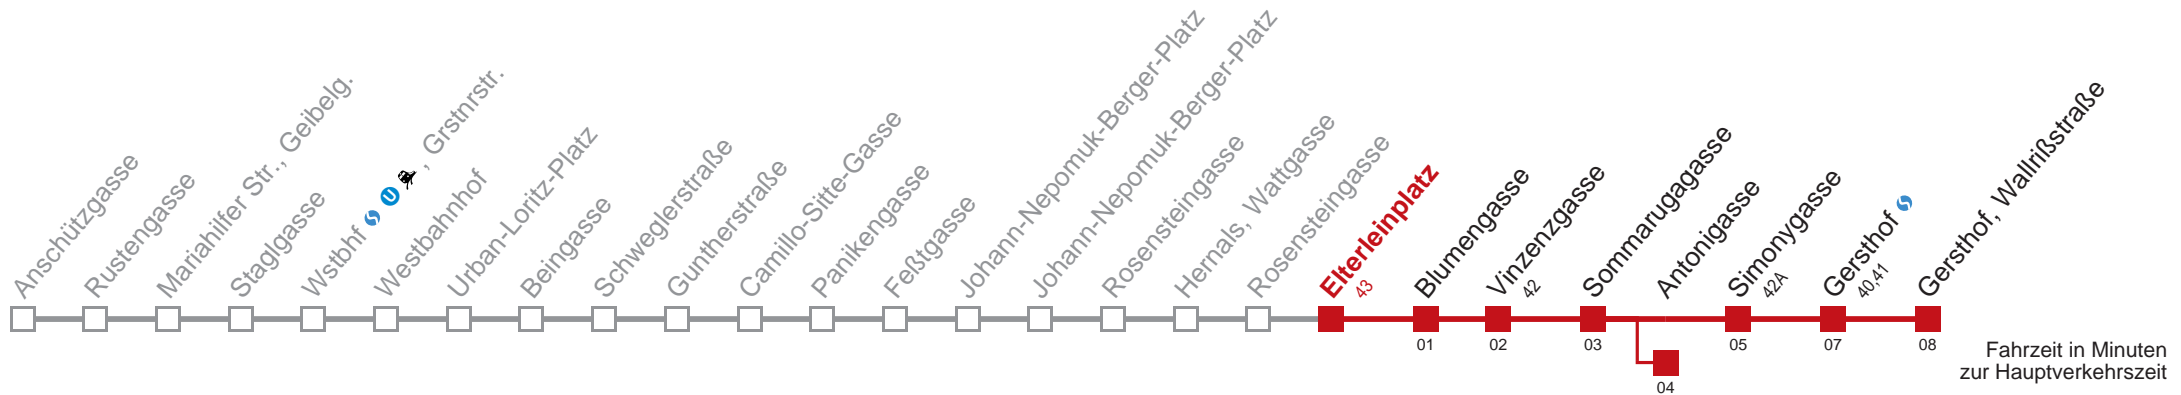 Anschützgasse
Rustengasse
Mariahilfer Str., Geibelg.
Staglgasse
Wstbhf S U , Grstnrstr.
Westbahnhof
Urban-Loritz-Platz
Beingasse
Schweglerstraße
Guntherstraße
Camillo-Sitte-Gasse
Panikengasse
Feßtgasse
Johann-Nepomuk-Berger-Platz
Johann-Nepomuk-Berger-Platz
Rosensteingasse
Hernals, Wattgasse
Rosensteingasse
Elterleinplatz
43
Blumengasse
Vinzenzgasse
42
Sommarugagasse
Antonigasse
Simonygasse
42A
Gersthof S
40,41
Gersthof, Wallrißstraße
01
02
03
04
05
07
08
Fahrzeit in Minuten
zur Hauptverkehrszeit